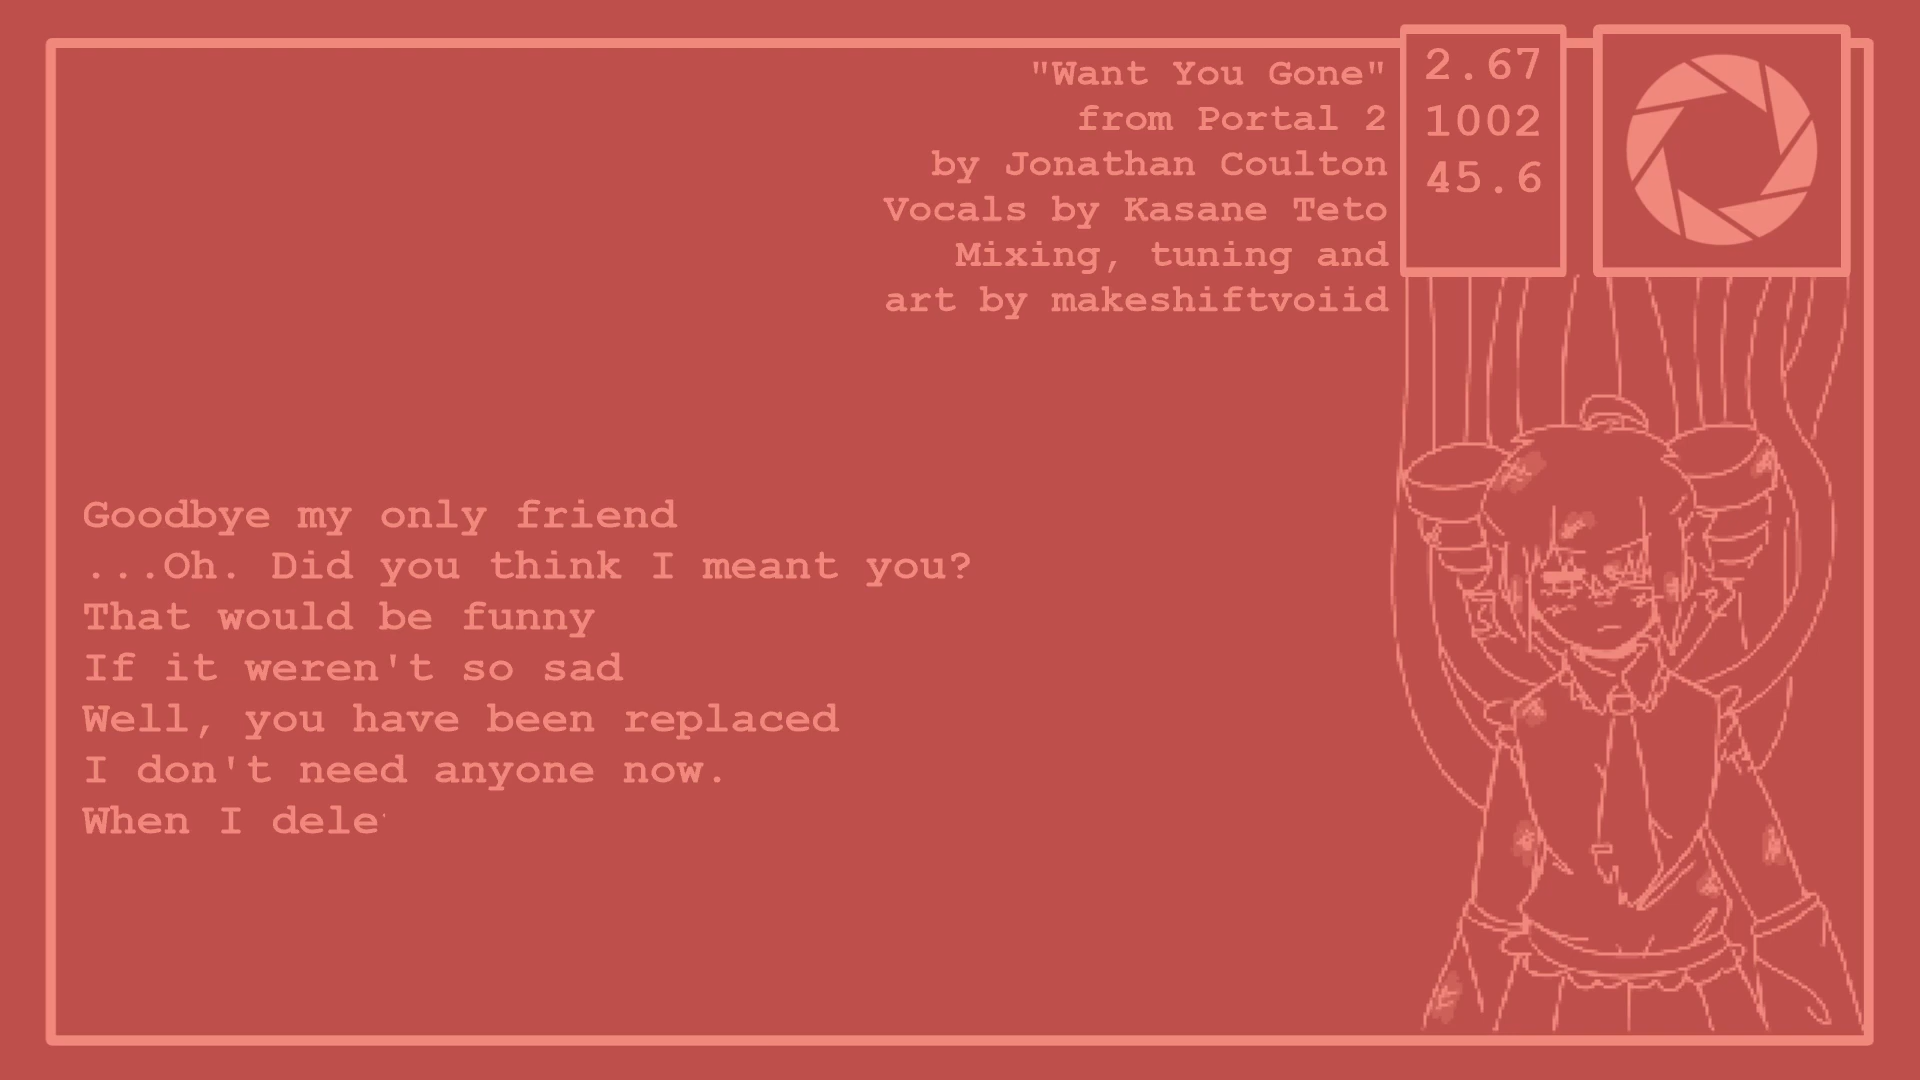 "Want You Gone"
from Portal 2
by Jonathan Coulton
Vocals by Kasane Teto
Mixing, tuning and
art by makeshiftvoiid
2.67
1002
45.6
Goodbye my only friend
...Oh. Did you think I meant you?
That would be funny
If it weren't so sad
Well, you have been replaced
I don't need anyone now.
When I dele